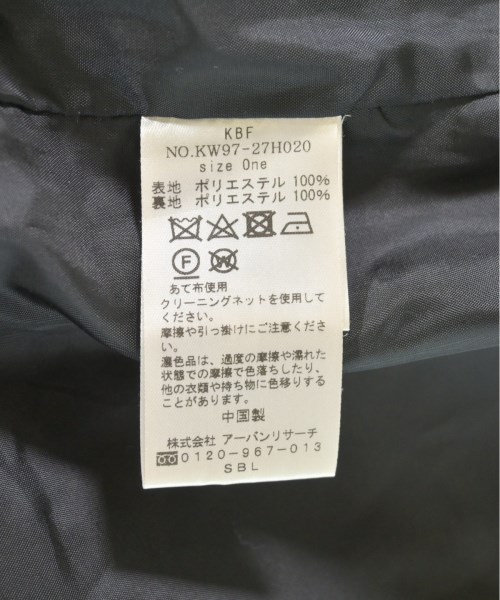 KBF
NO.KW97-27H020
size One
表地 ポリエステル 100%
裏地 ポリエステル 100%
F
W
あて布使用
クリーニングネットを使用して
ください。
摩擦や引っ掛けにご注意くださ
い。
濃色品は、過度の摩擦や濡れた
状態での摩擦で色落ちしたり、
他の衣類や持ち物に色移りする
ことがあります。
中国製
株式会社 アーバンリサーチ
0120-967-013
SBL